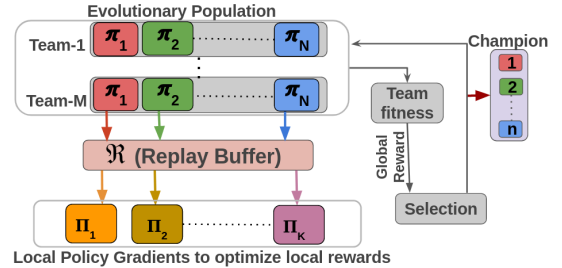 Evolutionary Population
Team-1 π1 π2 πN
Team-M π1 π2 πN
ℜ (Replay Buffer)
Π1 Π2 ΠK
Local Policy Gradients to optimize local rewards
Team
fitness
Global
Reward
Selection
Champion
1
2
n